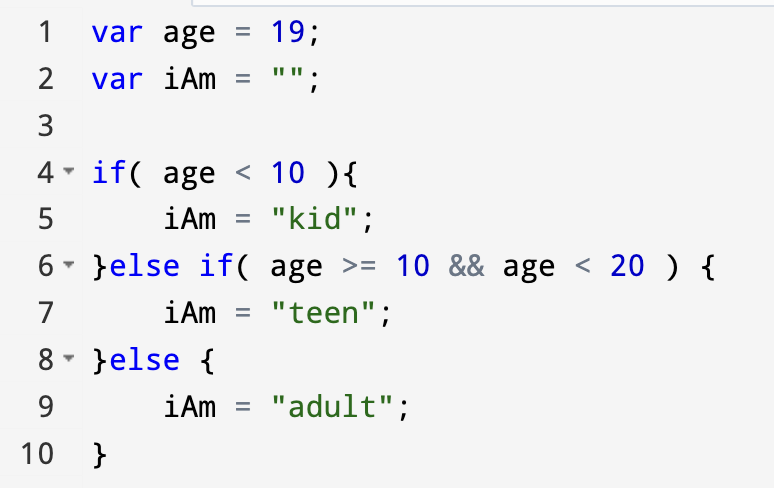 1 var age = 19;
2 var iAm = "";
3
4 if( age < 10 ){
5     iAm = "kid";
6 }else if( age >= 10 && age < 20 ) {
7     iAm = "teen";
8 }else {
9     iAm = "adult";
10 }